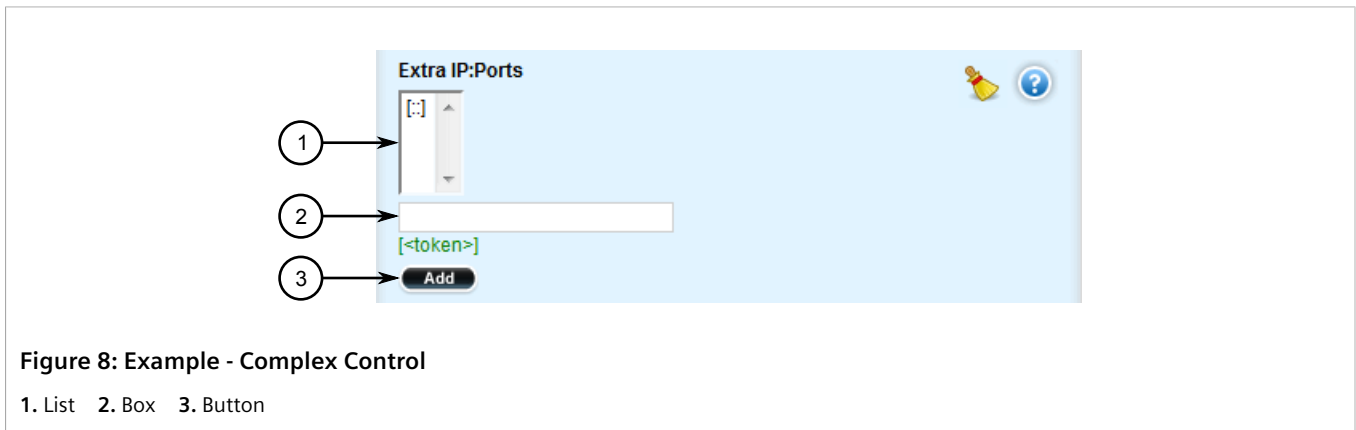 Extra IP:Ports
?
[::]
1
2
[<token>]
3
Add
Figure 8: Example - Complex Control
1. List 2. Box 3. Button